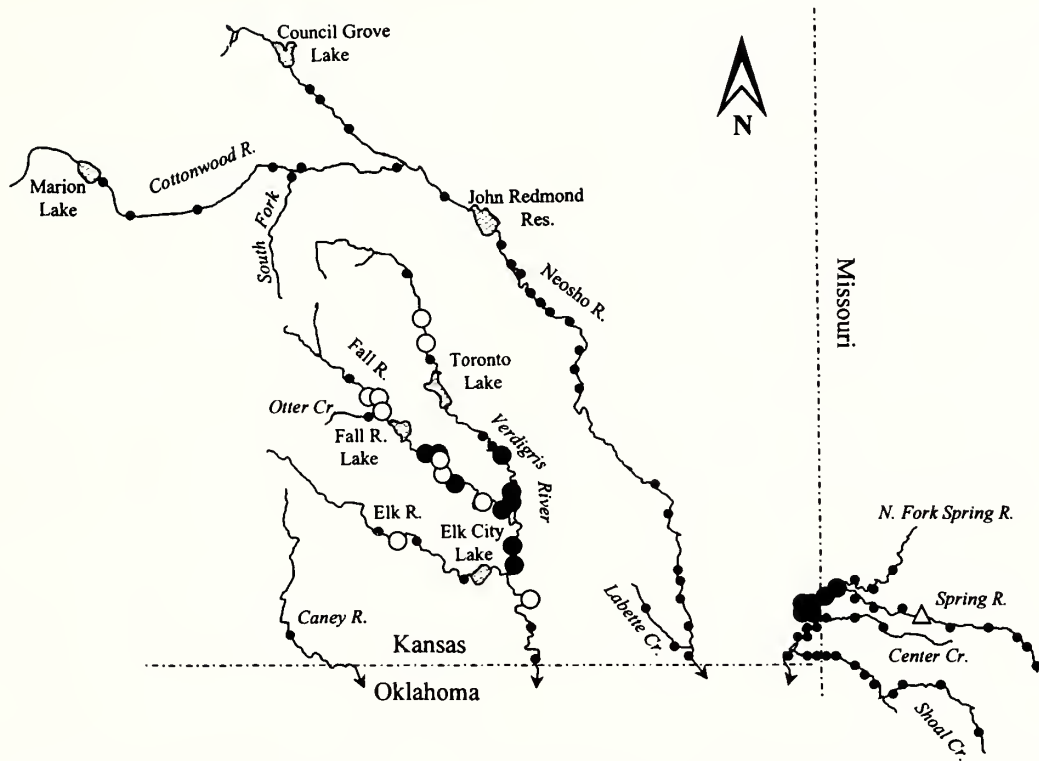 Council Grove
Lake
N
Cottonwood R.
Marion
Lake
South Fork
John Redmond
Res.
Neosho R.
Missouri
Fall R.
Toronto
Lake
Otter Cr.
Fall R.
Lake
Verdigris
River
Elk R.
Elk City
Lake
N. Fork Spring R.
Labette Cr.
Spring R.
Caney R.
Kansas
Center Cr.
Oklahoma
Shoal Cr.